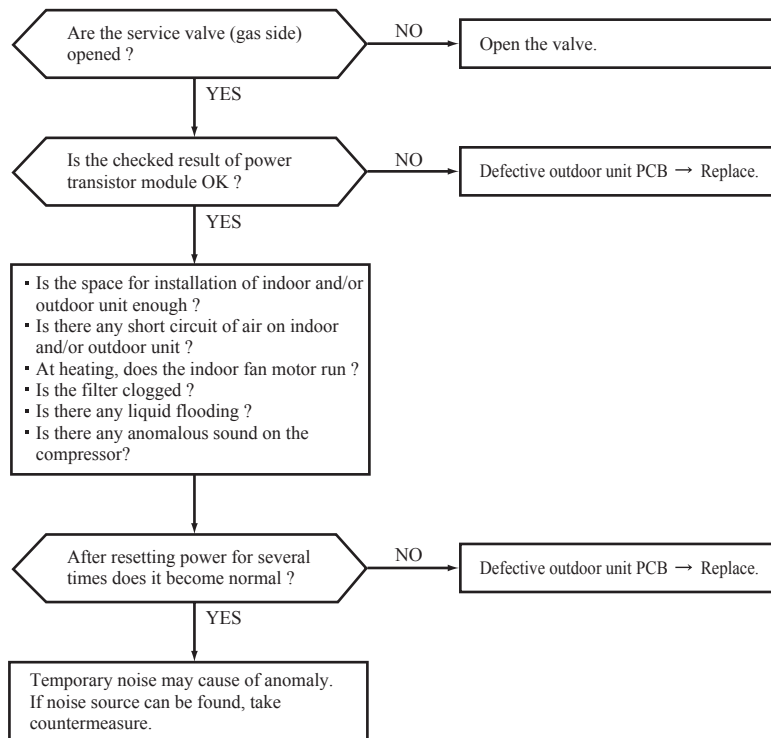 Are the service valve (gas side)
opened ?
NO
Open the valve.
YES
Is the checked result of power
transistor module OK ?
NO
Defective outdoor unit PCB → Replace.
YES
▪ Is the space for installation of indoor and/or
outdoor unit enough ?
▪ Is there any short circuit of air on indoor
and/or outdoor unit ?
▪ At heating, does the indoor fan motor run ?
▪ Is the filter clogged ?
▪ Is there any liquid flooding ?
▪ Is there any anomalous sound on the
compressor?
After resetting power for several
times does it become normal ?
NO
Defective outdoor unit PCB → Replace.
YES
Temporary noise may cause of anomaly.
If noise source can be found, take
countermeasure.